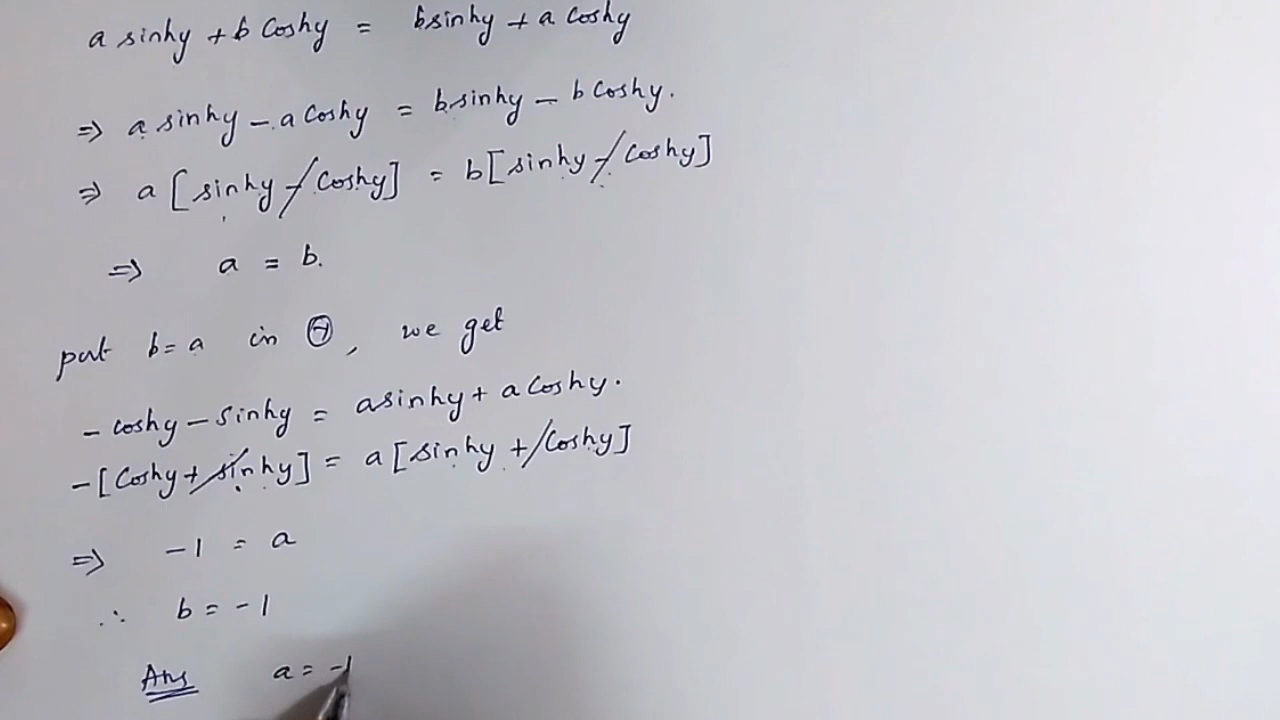 a sinhy + b Coshy = bsinhy + a Coshy
⇒ a sinhy - a Coshy = bsinhy - b Coshy.
⇒ a [sinhy - Coshy] = b[sinhy - Coshy]
⇒ a = b.
put b = a in Ⓗ, we get
- coshy - Sinhy = asinhy + a Coshy.
-[Coshy + sinhy] = a [sinhy + Coshy]
⇒ -1 = a
∴ b = -1
Ans a = -1